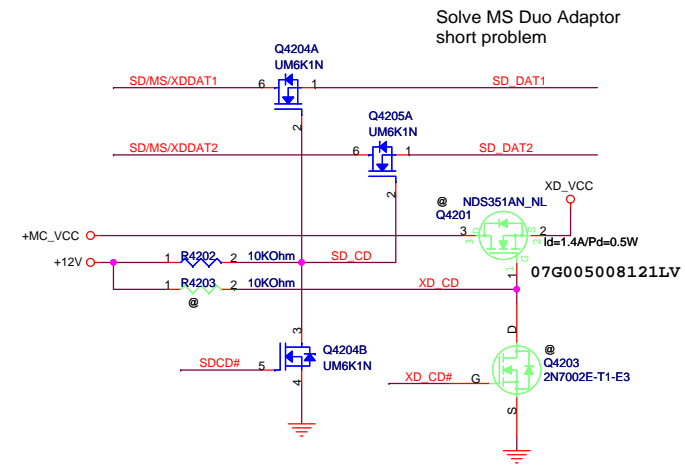 Solve MS Duo Adaptor
short problem
Q4204A
UM6K1N
SD/MS/XDDAT1
6
1
SD_DAT1
2
Q4205A
UM6K1N
SD/MS/XDDAT2
6
1
SD_DAT2
2
XD_VCC
@
NDS351AN_NL
Q4201
+MC_VCC
3
3
D
S
2
2
Id=1.4A/Pd=0.5W
G
1
1
07G005008121LV
+12V
1
R4202
2
10KOhm
SD_CD
1
R4203
2
10KOhm
XD_CD
@
3
Q4204B
UM6K1N
SDCD#
5
4
D
@
Q4203
2N7002E-T1-E3
XD_CD#
G
S